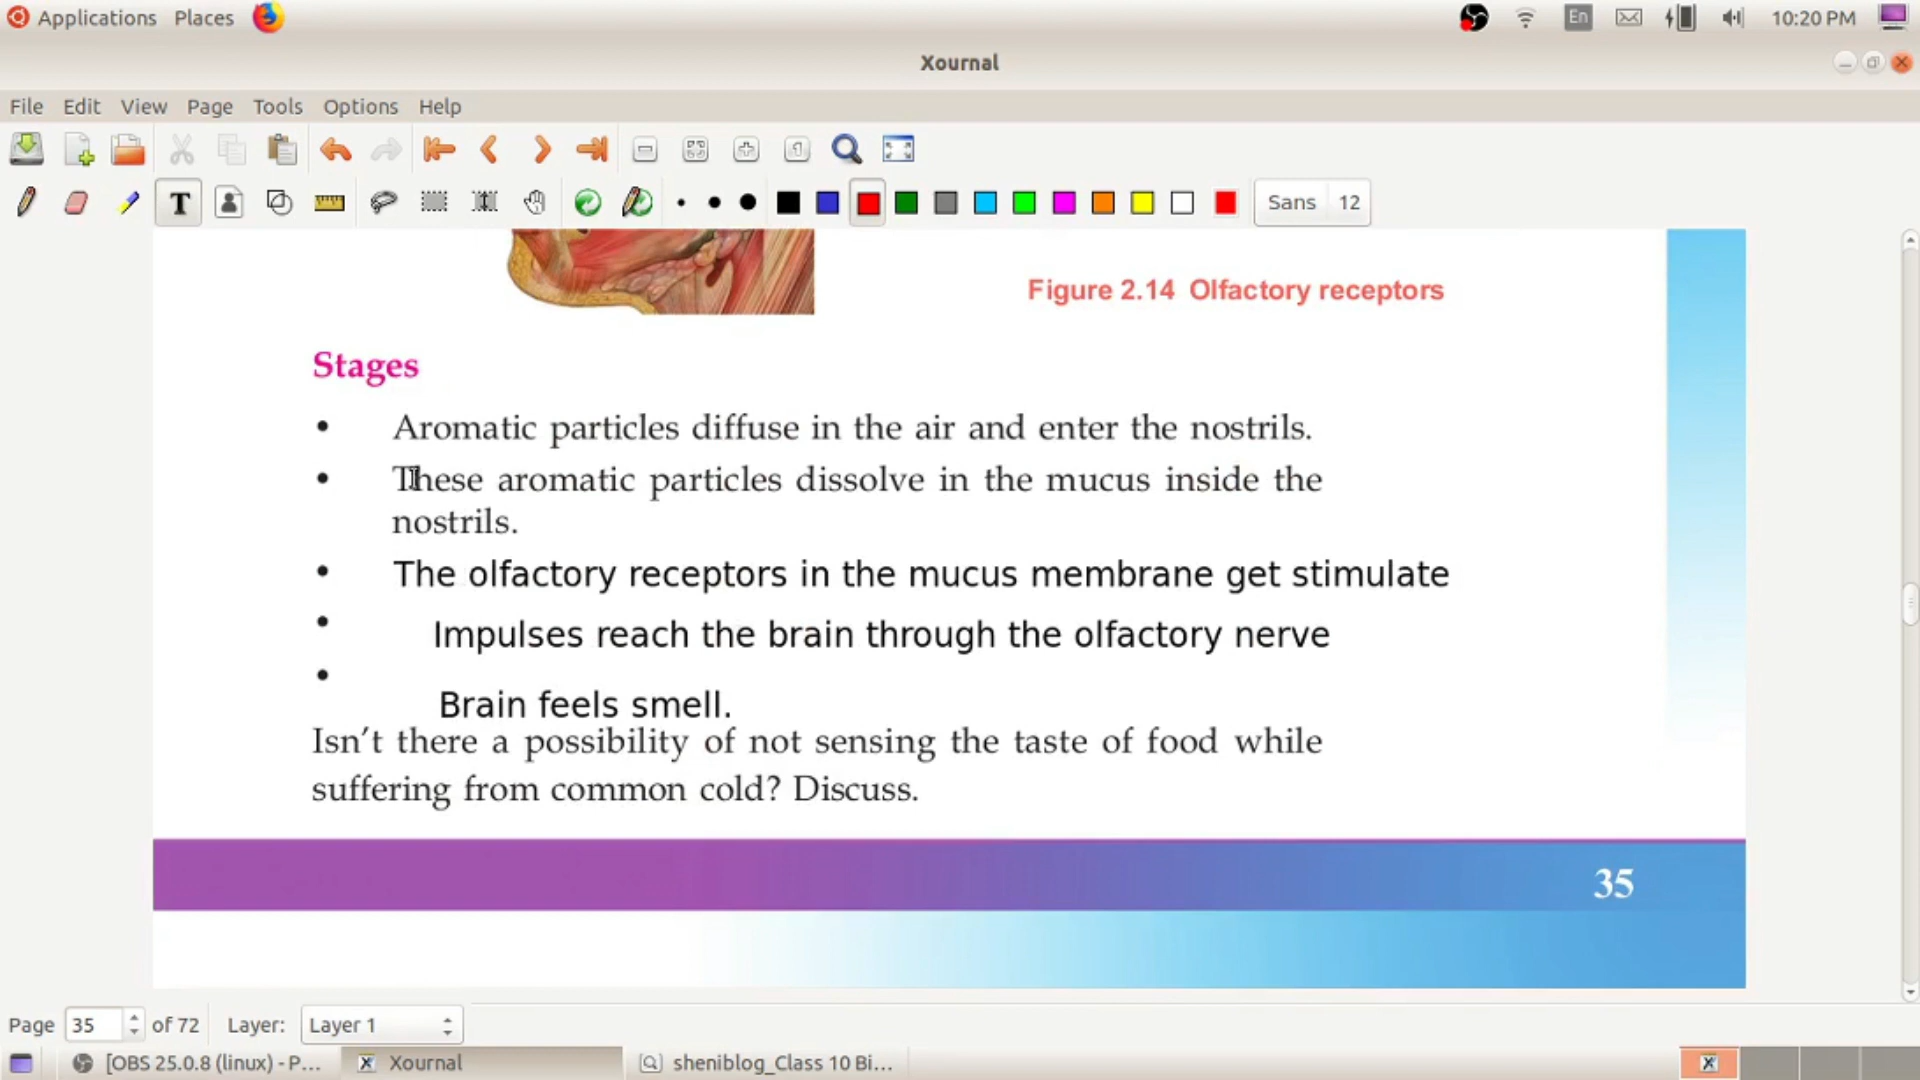 Applications Places
En
10:20 PM
Xournal
File Edit View Page Tools Options Help
T
Sans 12
Figure 2.14 Olfactory receptors
Stages
• Aromatic particles diffuse in the air and enter the nostrils.
• These aromatic particles dissolve in the mucus inside the
nostrils.
• The olfactory receptors in the mucus membrane get stimulate
• Impulses reach the brain through the olfactory nerve
• Brain feels smell.
Isn't there a possibility of not sensing the taste of food while
suffering from common cold? Discuss.
35
Page 35 of 72 Layer: Layer 1
[OBS 25.0.8 (linux) - P... Xournal sheniblog_Class 10 Bi...